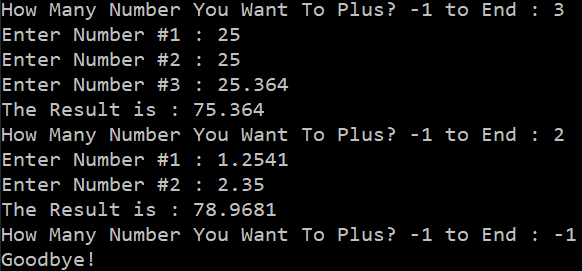 How Many Number You Want To Plus? -1 to End : 3
Enter Number #1 : 25
Enter Number #2 : 25
Enter Number #3 : 25.364
The Result is : 75.364
How Many Number You Want To Plus? -1 to End : 2
Enter Number #1 : 1.2541
Enter Number #2 : 2.35
The Result is : 78.9681
How Many Number You Want To Plus? -1 to End : -1
Goodbye!